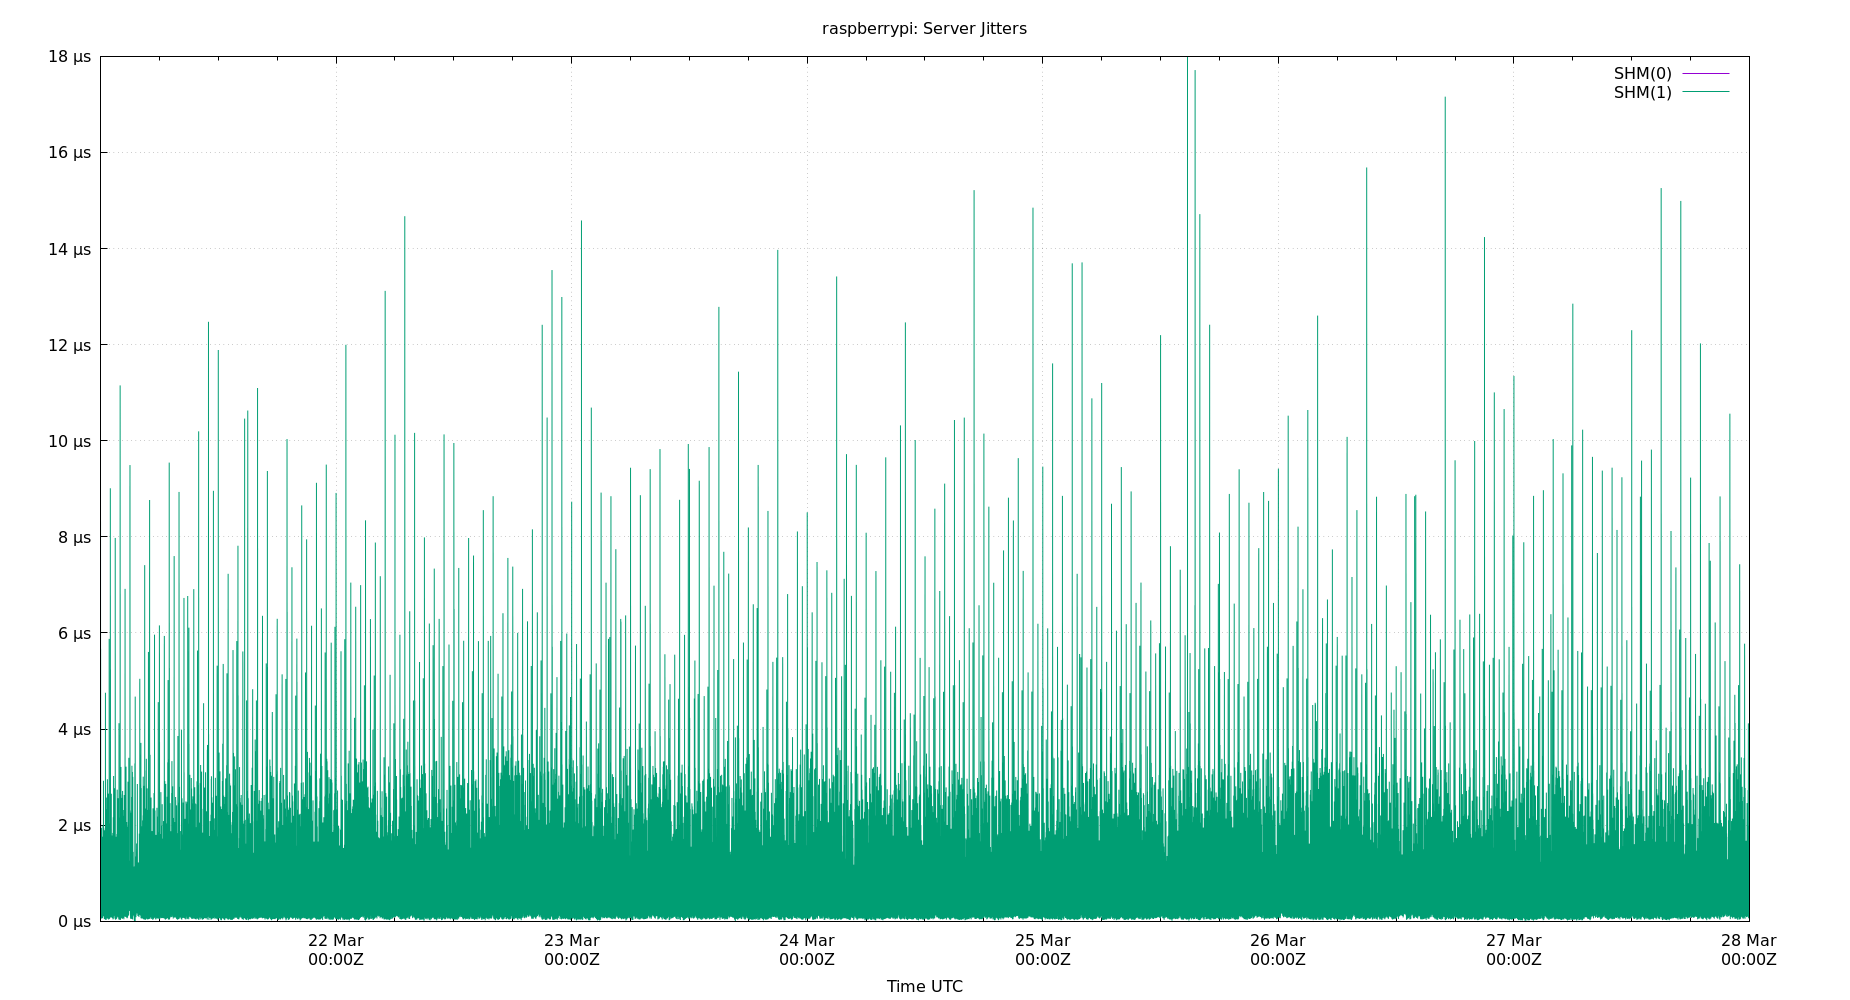 raspberrypi: Server Jitters
18 µs
16 µs
14 µs
12 µs
10 µs
8 µs
6 µs
4 µs
2 µs
0 µs
SHM(0)
SHM(1)
22 Mar
00:00Z
23 Mar
00:00Z
24 Mar
00:00Z
25 Mar
00:00Z
26 Mar
00:00Z
27 Mar
00:00Z
28 Mar
00:00Z
Time UTC